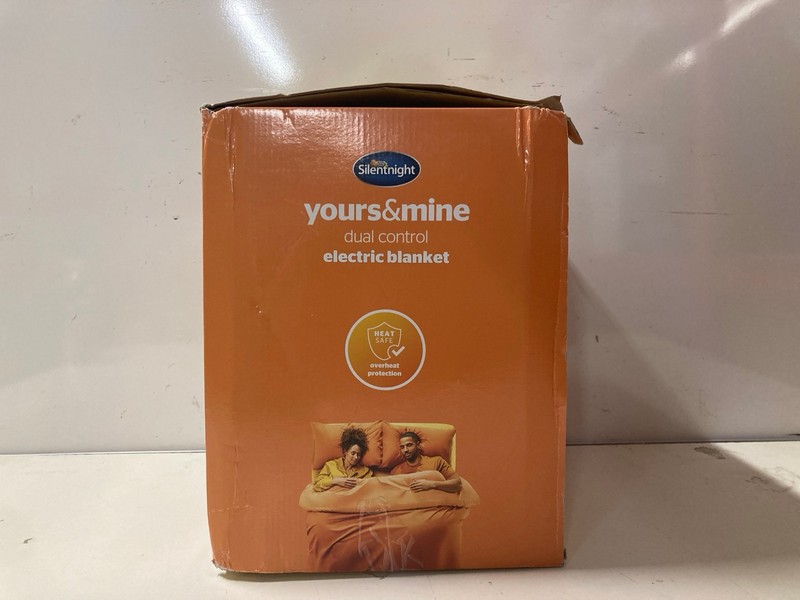 Silentnight
yours&mine
dual control
electric blanket
HEAT
SAFE
overheat
protection